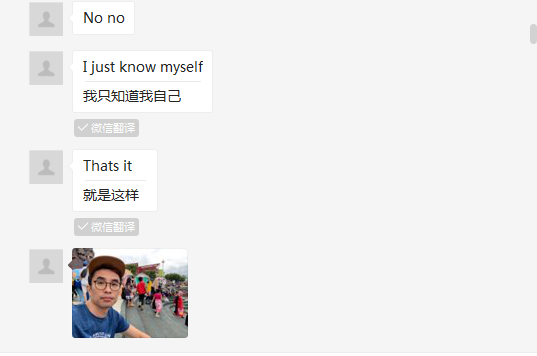 No no
I just know myself
我只知道我自己
微信翻译
Thats it
就是这样
微信翻译